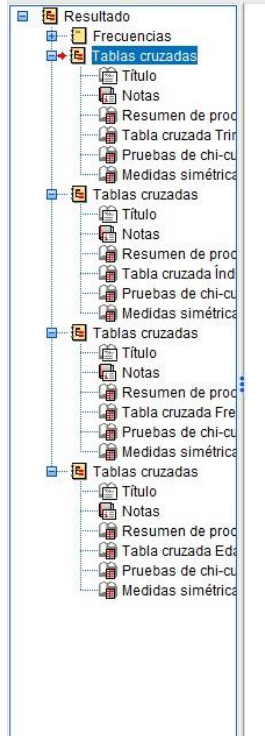 Resultado
Frecuencias
Tablas cruzadas
Título
Notas
Resumen de proc
Tabla cruzada Trir
Pruebas de chi-cu
Medidas simétrica
Tablas cruzadas
Título
Notas
Resumen de proc
Tabla cruzada Índ
Pruebas de chi-cu
Medidas simétrica
Tablas cruzadas
Título
Notas
Resumen de proc
Tabla cruzada Fre
Pruebas de chi-cu
Medidas simétrica
Tablas cruzadas
Título
Notas
Resumen de proc
Tabla cruzada Eda
Pruebas de chi-cu
Medidas simétrica